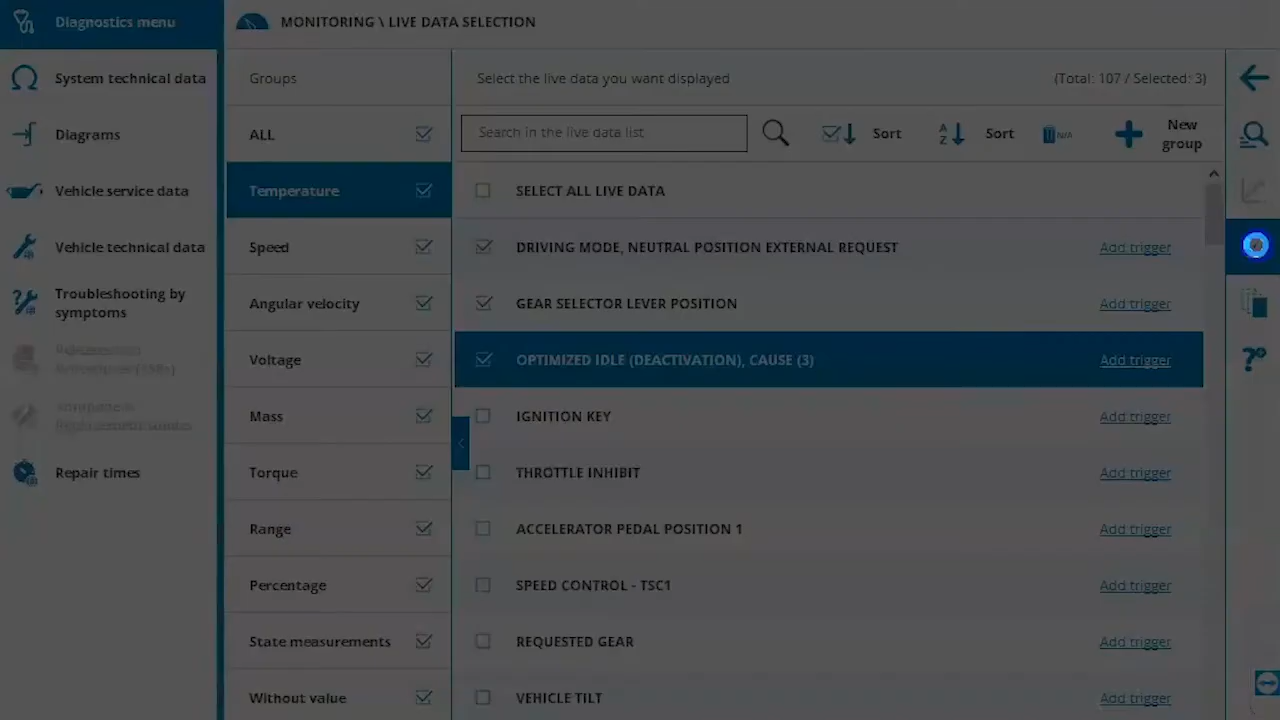 Diagnostics menu
MONITORING \ LIVE DATA SELECTION
System technical data
Diagrams
Vehicle service data
Vehicle technical data
Troubleshooting by
symptoms
Repair times
Groups
ALL
Temperature
Speed
Angular velocity
Voltage
Mass
Torque
Range
Percentage
State measurements
Without value
Select the live data you want displayed
(Total: 107 / Selected: 3)
Search in the live data list
Sort
A
Z
Sort
N/A
New
group
SELECT ALL LIVE DATA
DRIVING MODE, NEUTRAL POSITION EXTERNAL REQUEST Add trigger
GEAR SELECTOR LEVER POSITION Add trigger
OPTIMIZED IDLE (DEACTIVATION), CAUSE (3) Add trigger
IGNITION KEY Add trigger
THROTTLE INHIBIT Add trigger
ACCELERATOR PEDAL POSITION 1 Add trigger
SPEED CONTROL - TSC1 Add trigger
REQUESTED GEAR Add trigger
VEHICLE TILT Add trigger